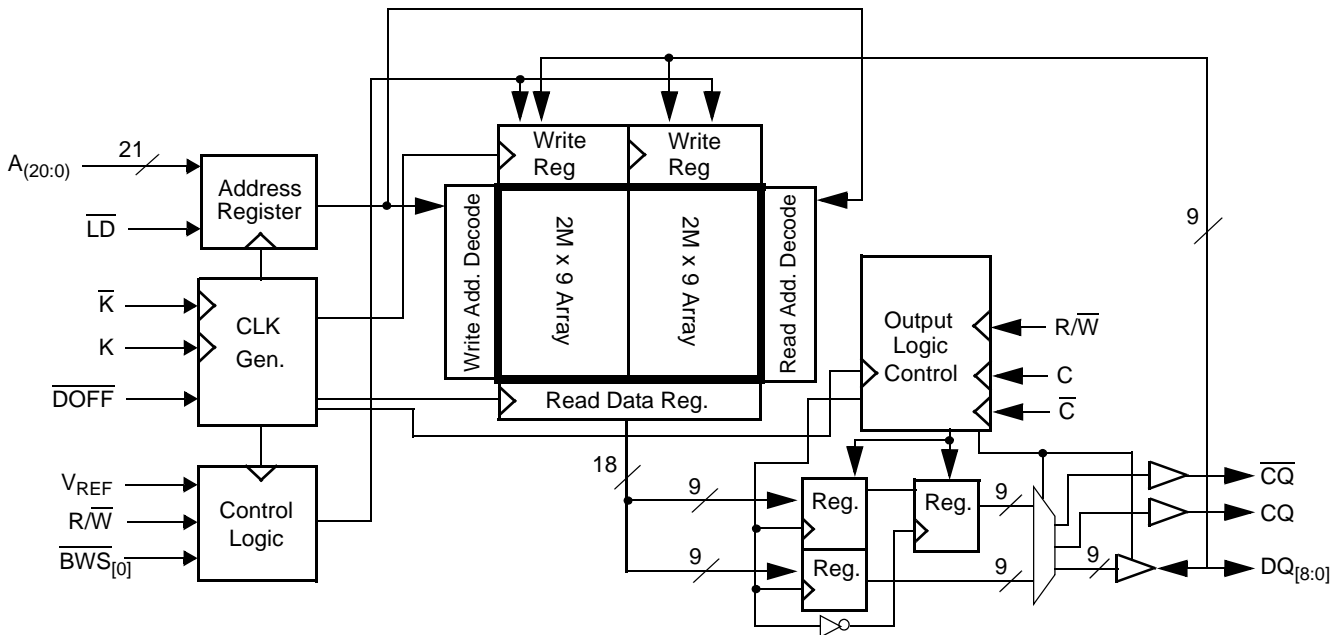 A(20:0)
21
LD
Address
Register
K
K
DOFF
CLK
Gen.
VREF
R/W
BWS[0]
Control
Logic
Write
Reg
Write
Reg
Write Add. Decode
2M x 9 Array
2M x 9 Array
Read Add. Decode
Read Data Reg.
18
9
9
9
Output
Logic
Control
R/W
C
C
Reg.
Reg.
Reg.
9
9
9
CQ
CQ
DQ[8:0]